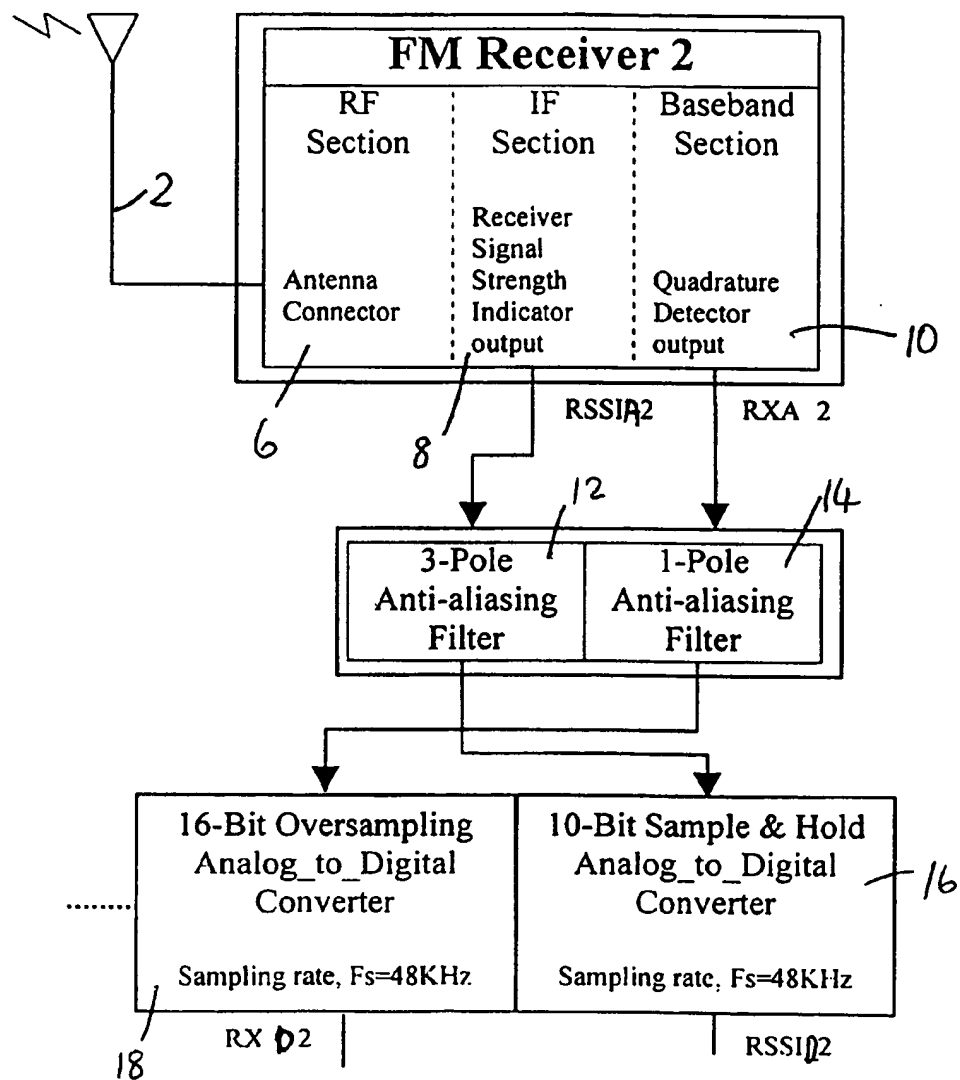 FM Receiver 2
RF
Section
IF
Section
Baseband
Section
2
Receiver
Signal
Strength
Indicator
output
Antenna
Connector
Quadrature
Detector
output
6
8
10
RSSIA2
RXA 2
12
14
3-Pole
Anti-aliasing
Filter
1-Pole
Anti-aliasing
Filter
16-Bit Oversampling
Analog_to_Digital
Converter
Sampling rate, Fs=48KHz
10-Bit Sample & Hold
Analog_to_Digital
Converter
Sampling rate, Fs=48KHz
16
18
RX D2
RSSID2